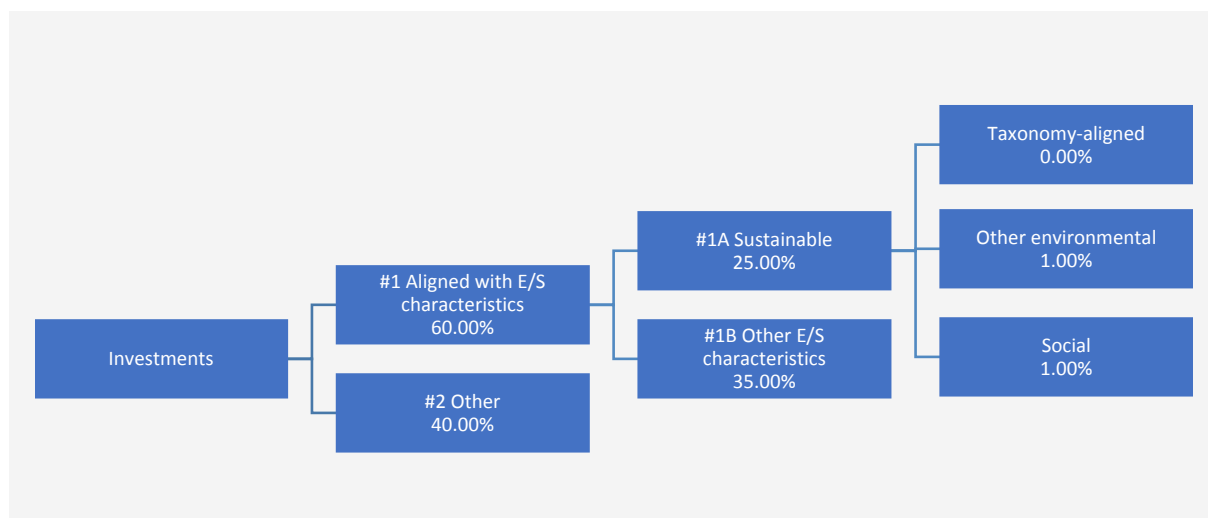 Investments
#1 Aligned with E/S
characteristics
60.00%
#2 Other
40.00%
#1A Sustainable
25.00%
#1B Other E/S
characteristics
35.00%
Taxonomy-aligned
0.00%
Other environmental
1.00%
Social
1.00%